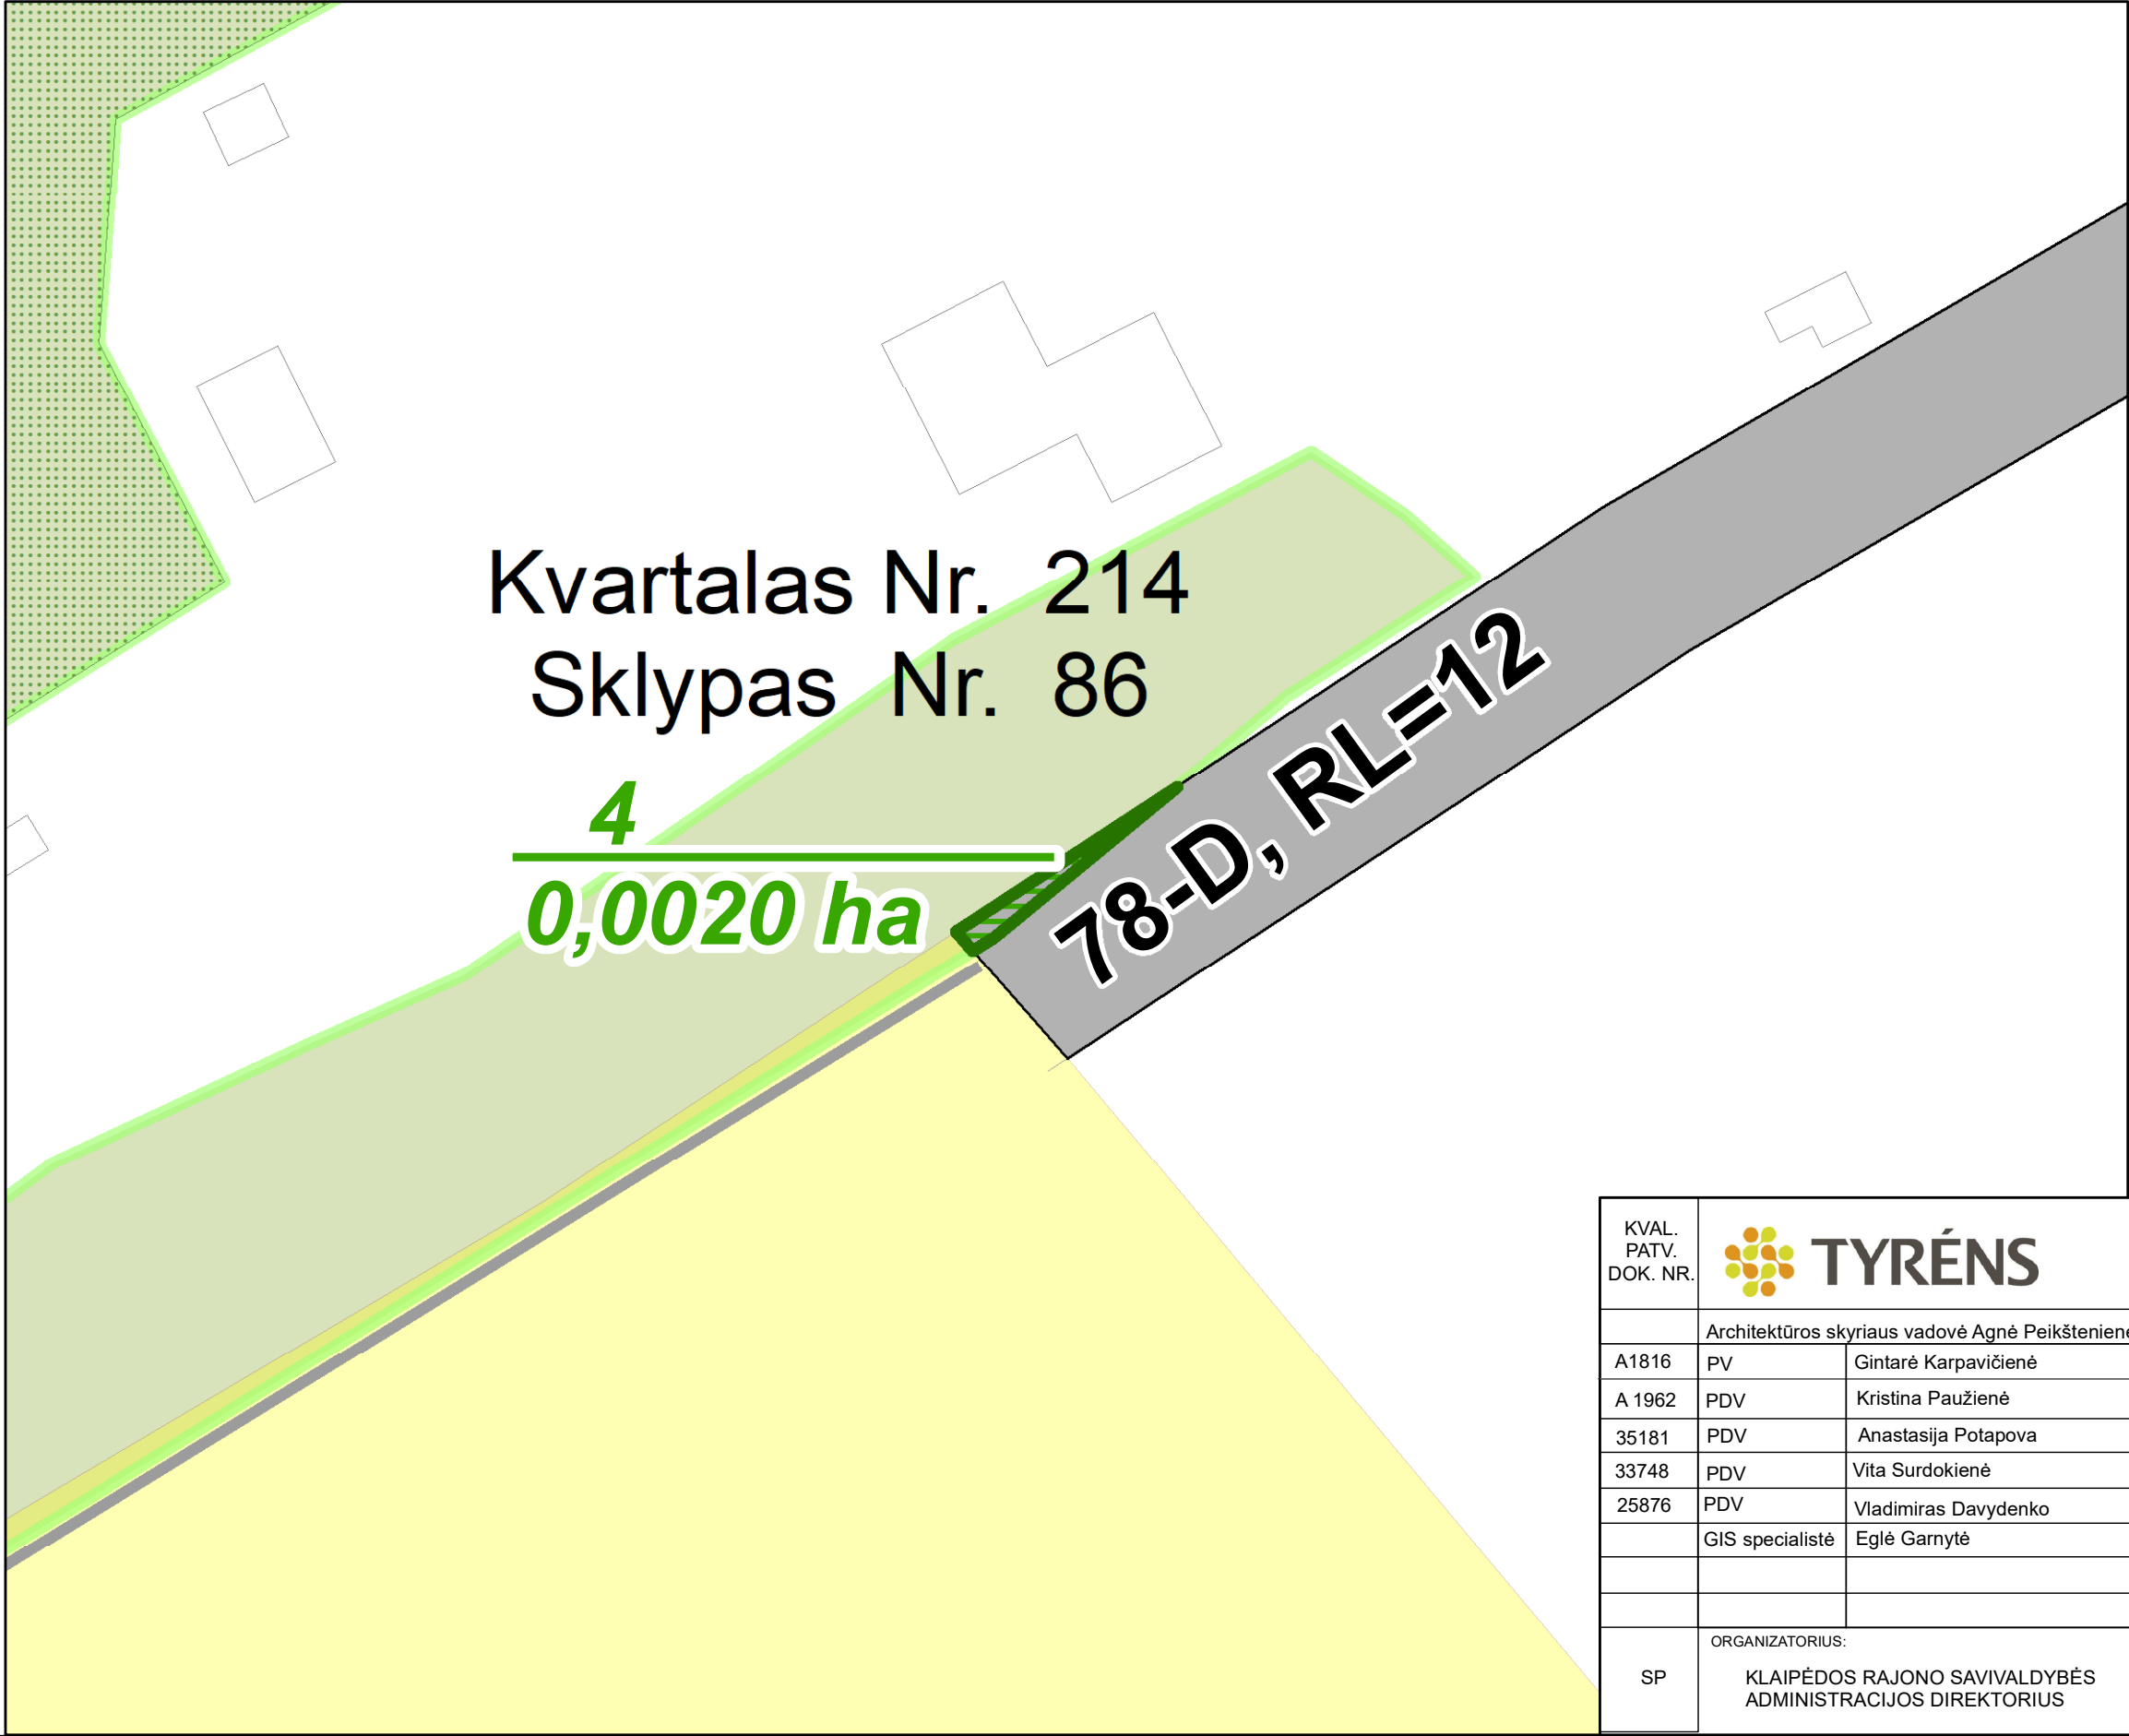 Kvartalas Nr. 214
Sklypas Nr. 86
4
0,0020 ha
78-D, RL=12
KVAL.
PATV.
DOK. NR.
TYRÉNS
Architektūros skyriaus vadovė Agnė Peikštenienė
A1816 PV Gintarė Karpavičienė
A 1962 PDV Kristina Paužienė
35181 PDV Anastasija Potapova
33748 PDV Vita Surdokienė
25876 PDV Vladimiras Davydenko
GIS specialistė Eglė Garnytė
SP
ORGANIZATORIUS:
KLAIPĖDOS RAJONO SAVIVALDYBĖS
ADMINISTRACIJOS DIREKTORIUS